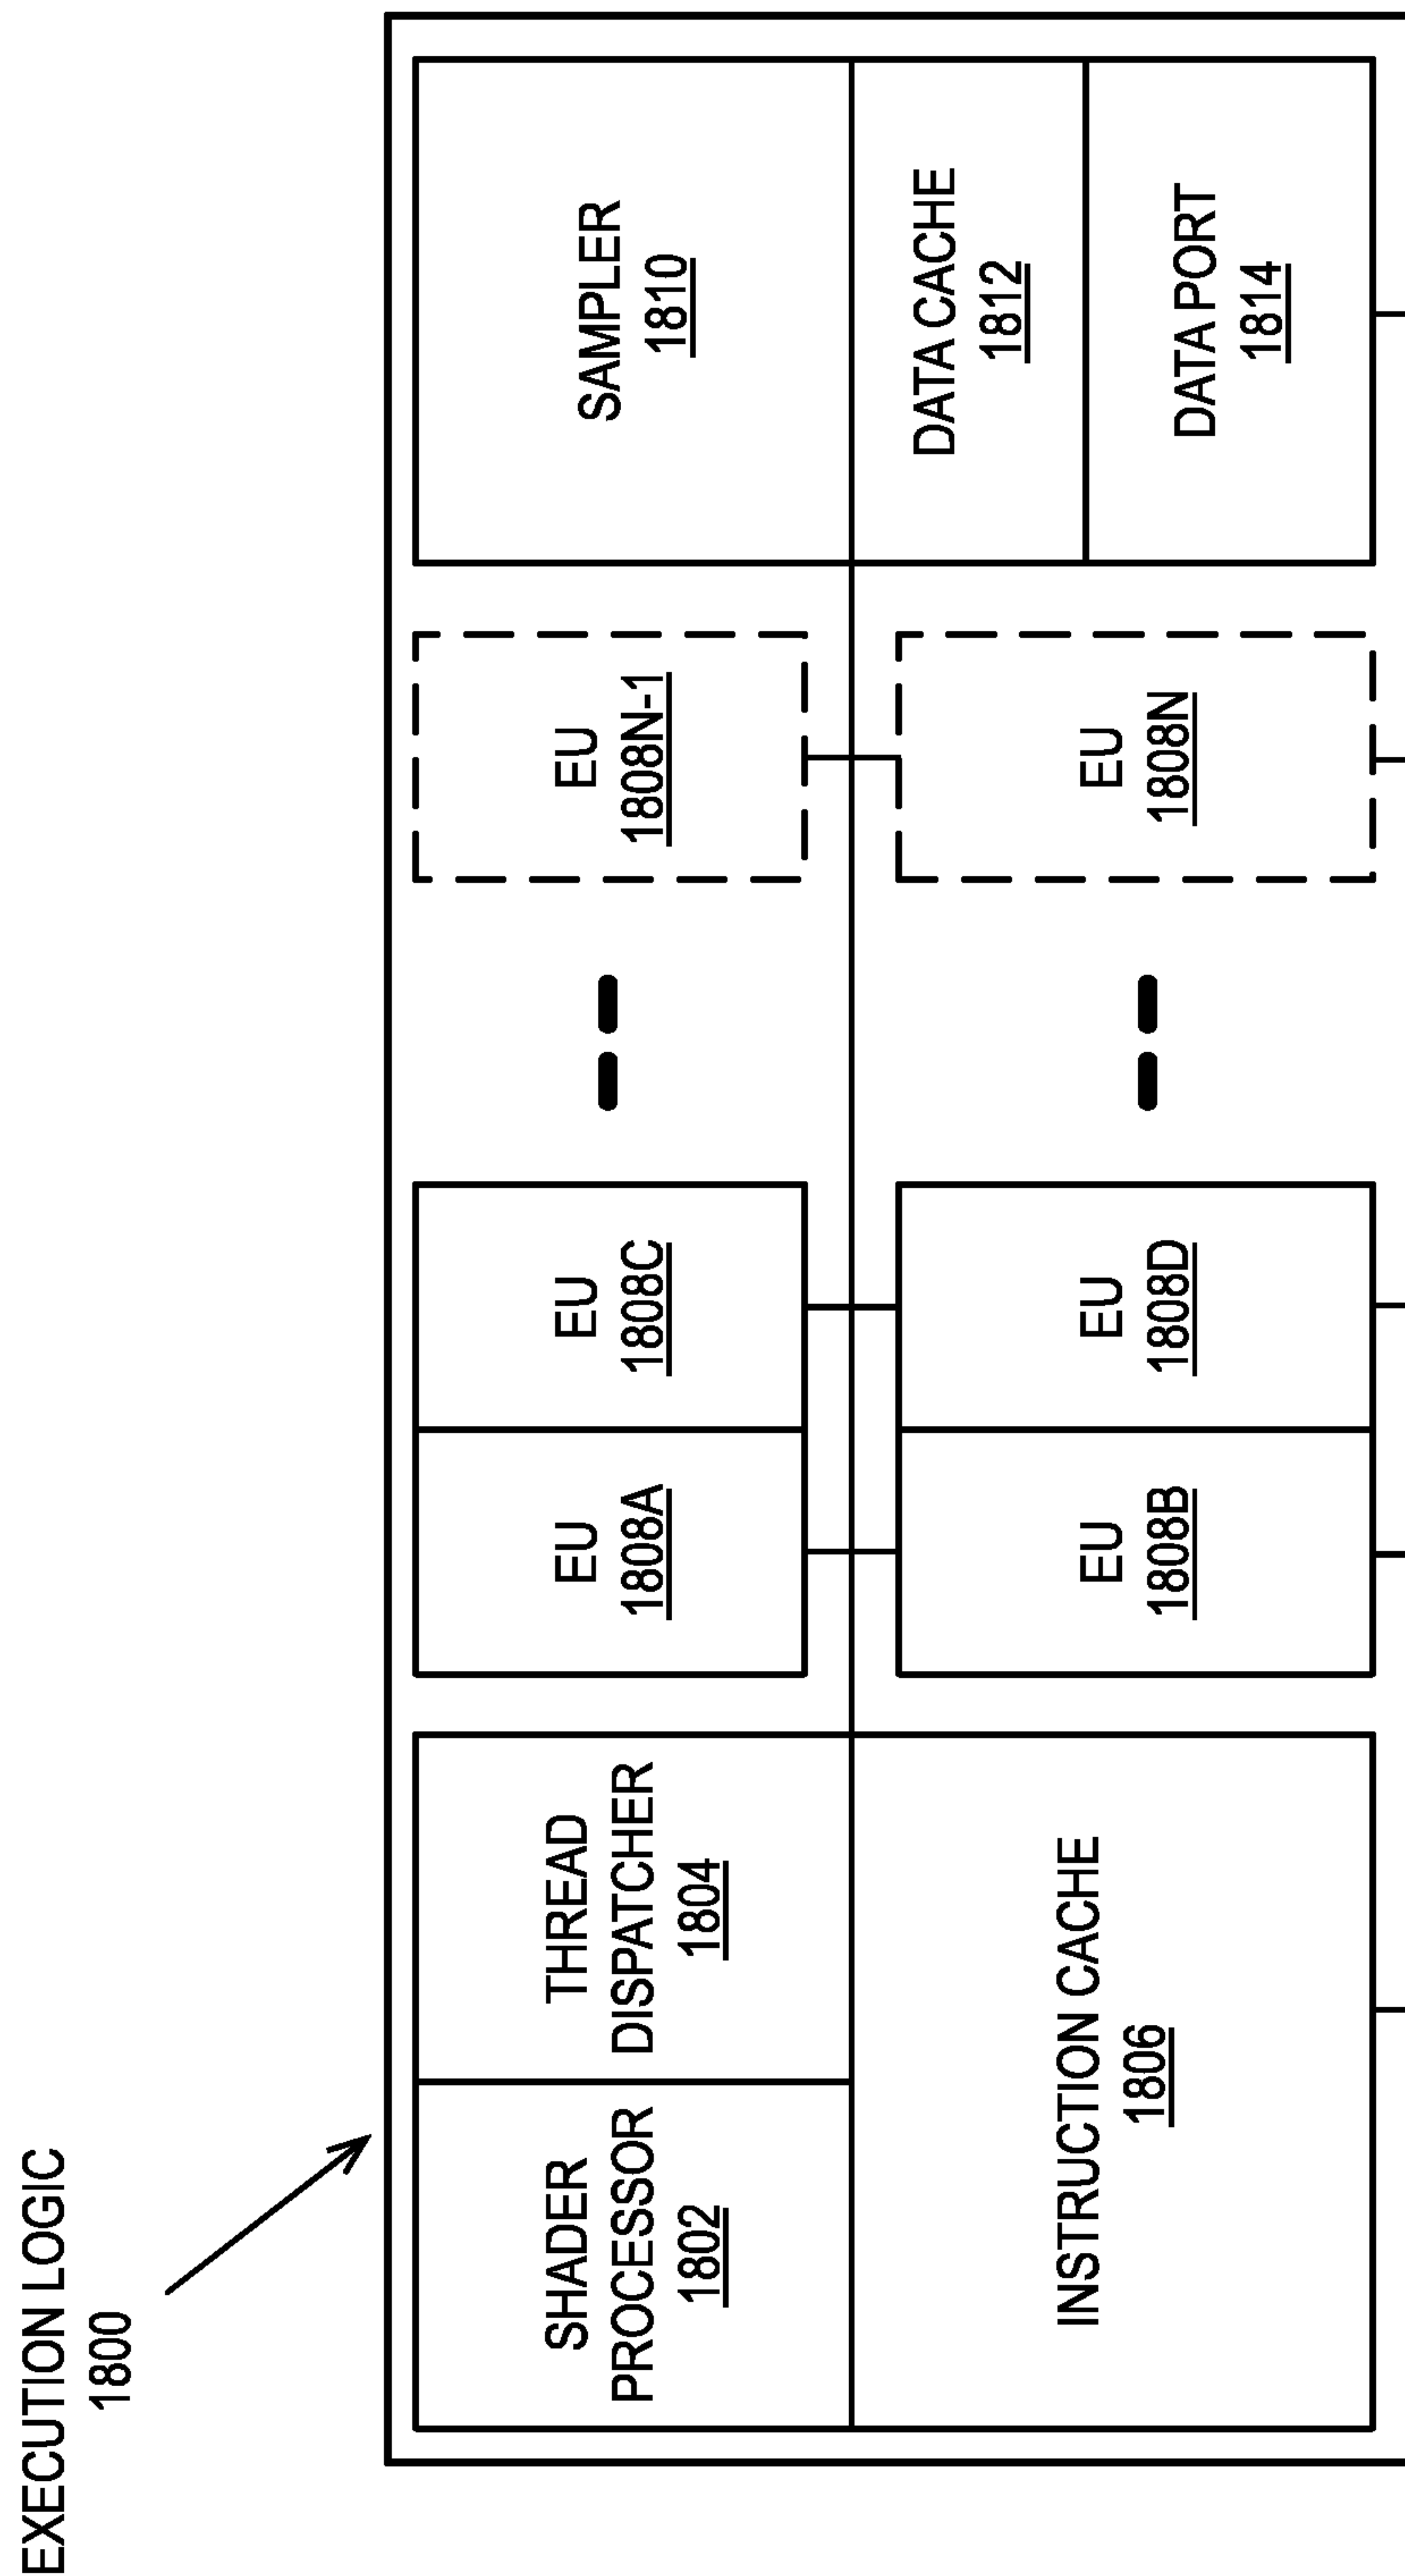 EXECUTION LOGIC
1800
SHADER
PROCESSOR
1802
THREAD
DISPATCHER
1804
INSTRUCTION CACHE
1806
EU
1808A
EU
1808C
EU
1808B
EU
1808D
EU
1808N-1
EU
1808N
SAMPLER
1810
DATA CACHE
1812
DATA PORT
1814